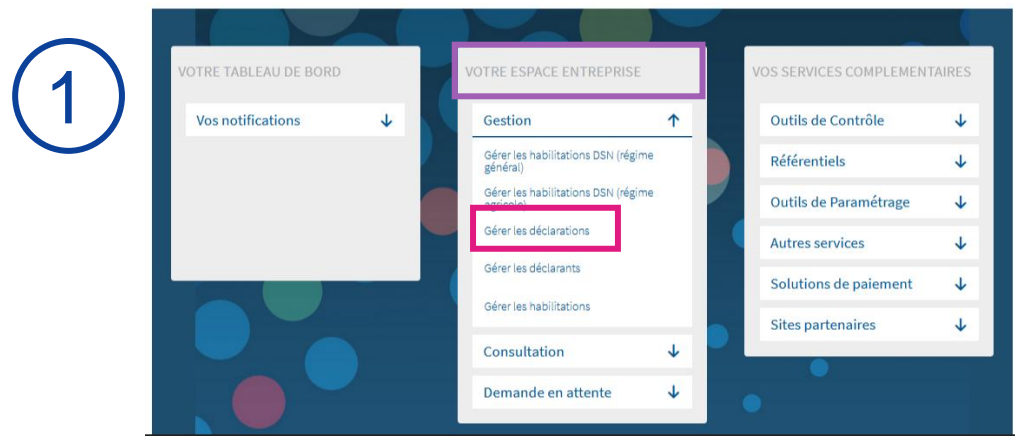 1
VOTRE TABLEAU DE BORD
Vos notifications
VOTRE ESPACE ENTREPRISE
Gestion
Gérer les habilitations DSN (régime
général)
Gérer les habilitations DSN (régime
agricole)
Gérer les déclarations
Gérer les déclarants
Gérer les habilitations
Consultation
Demande en attente
VOS SERVICES COMPLEMENTAIRES
Outils de Contrôle
Référentiels
Outils de Paramétrage
Autres services
Solutions de paiement
Sites partenaires